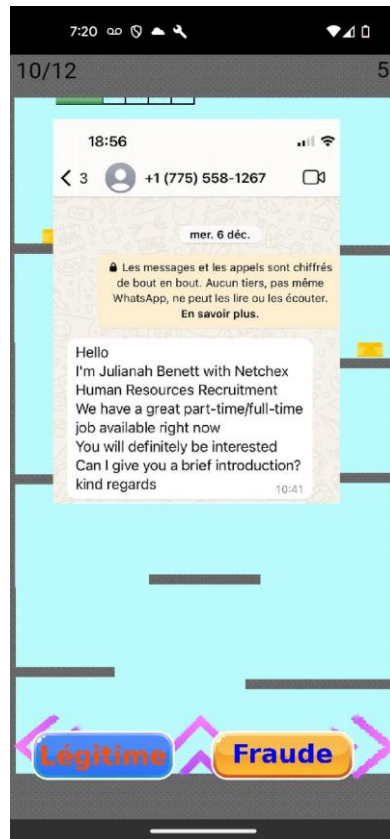 7:20
10/12
5
18:56
3
+1 (775) 558-1267
mer. 6 déc.
Les messages et les appels sont chiffrés
de bout en bout. Aucun tiers, pas même
WhatsApp, ne peut les lire ou les écouter.
En savoir plus.
Hello
I'm Julianah Benett with Netchex
Human Resources Recruitment
We have a great part-time/full-time
job available right now
You will definitely be interested
Can I give you a brief introduction?
kind regards
10:41
Légitime
Fraude